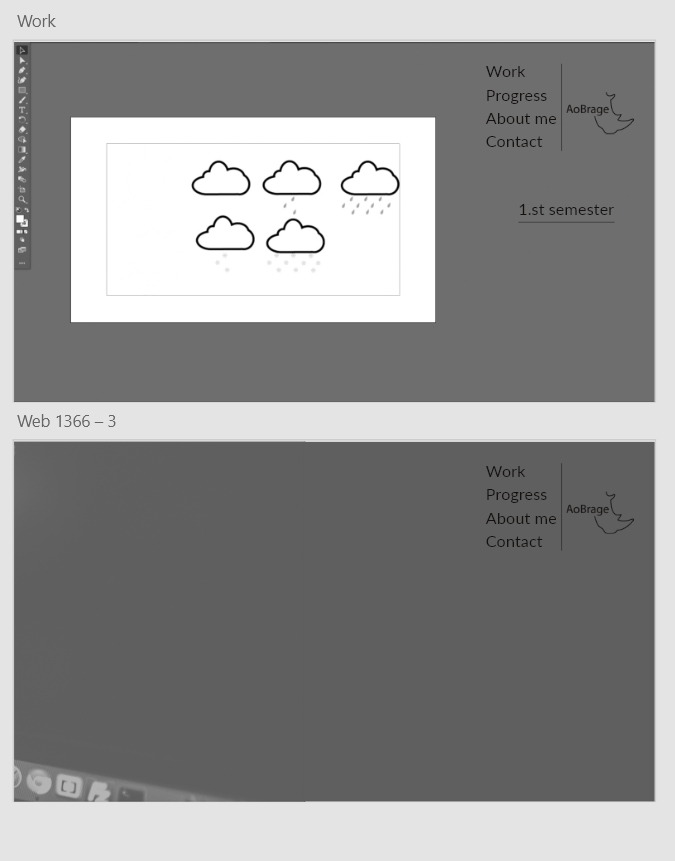 Work
Work
Progress
About me
Contact
AoBrage
1.st semester
Web 1366 – 3
Work
Progress
About me
Contact
AoBrage